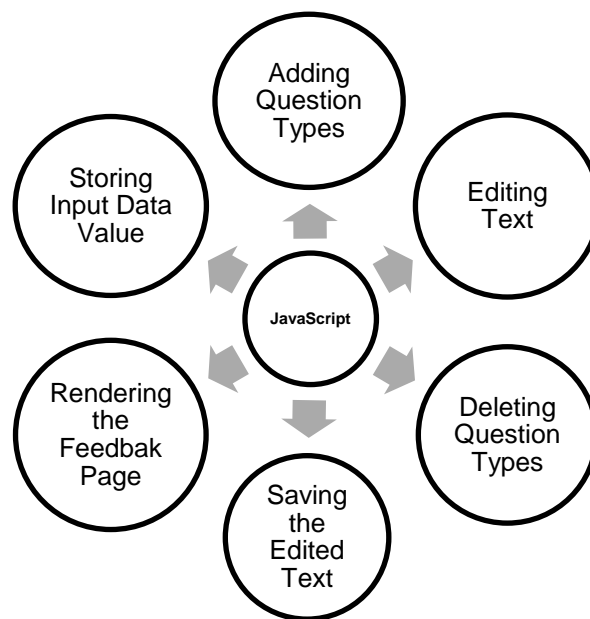 Adding
Question
Types
Editing
Text
Deleting
Question
Types
Saving
the
Edited
Text
Rendering
the
Feedbak
Page
Storing
Input Data
Value
JavaScript